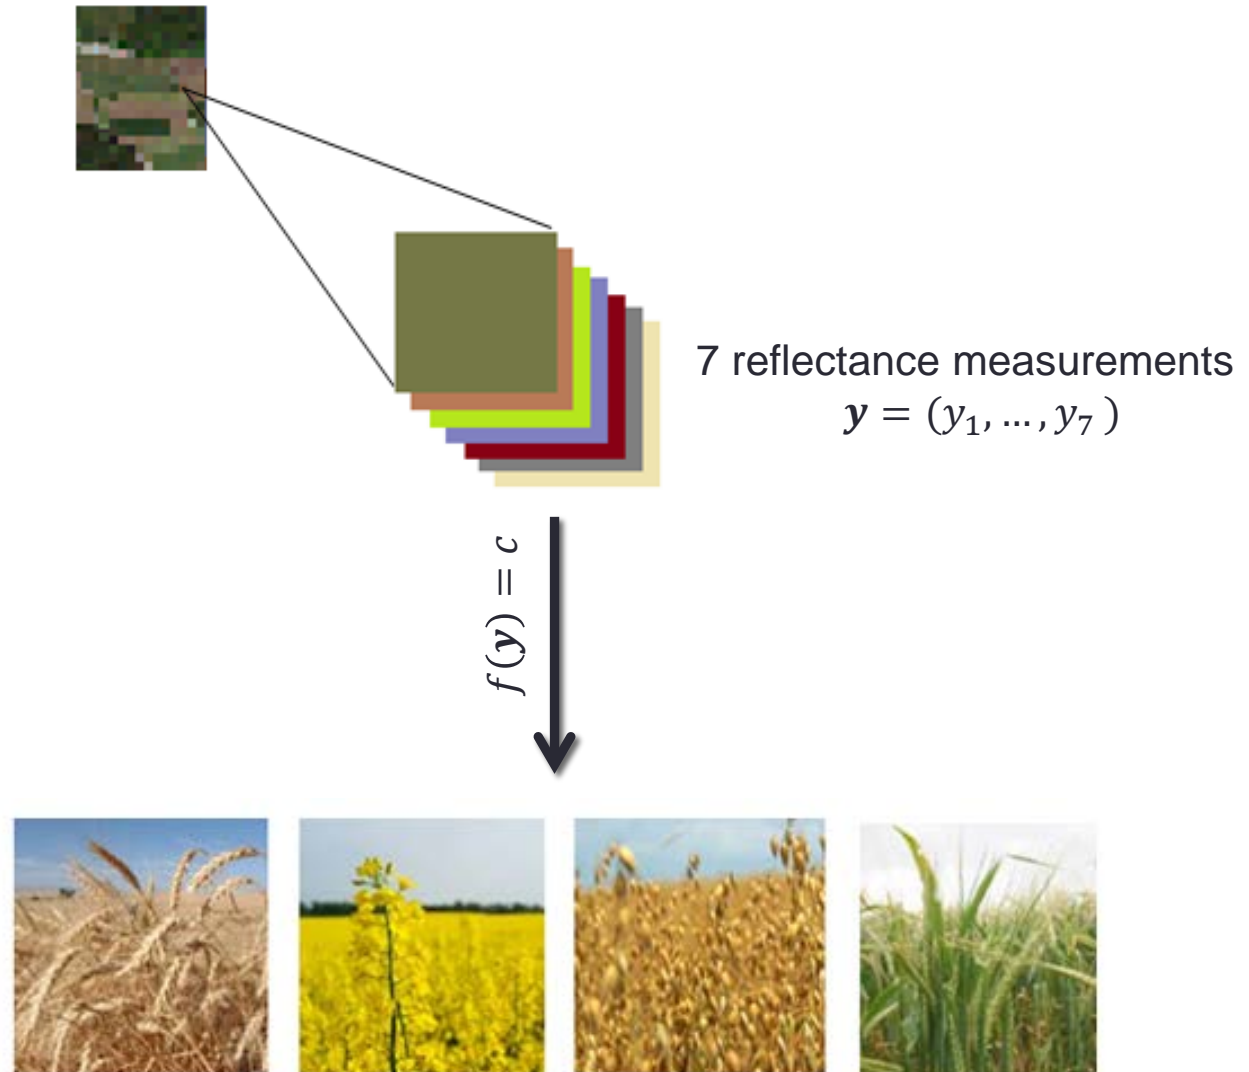 7 reflectance measurements
𝒚 = (𝑦₁, … , 𝑦₇ )
𝑓(𝒚) = 𝑐